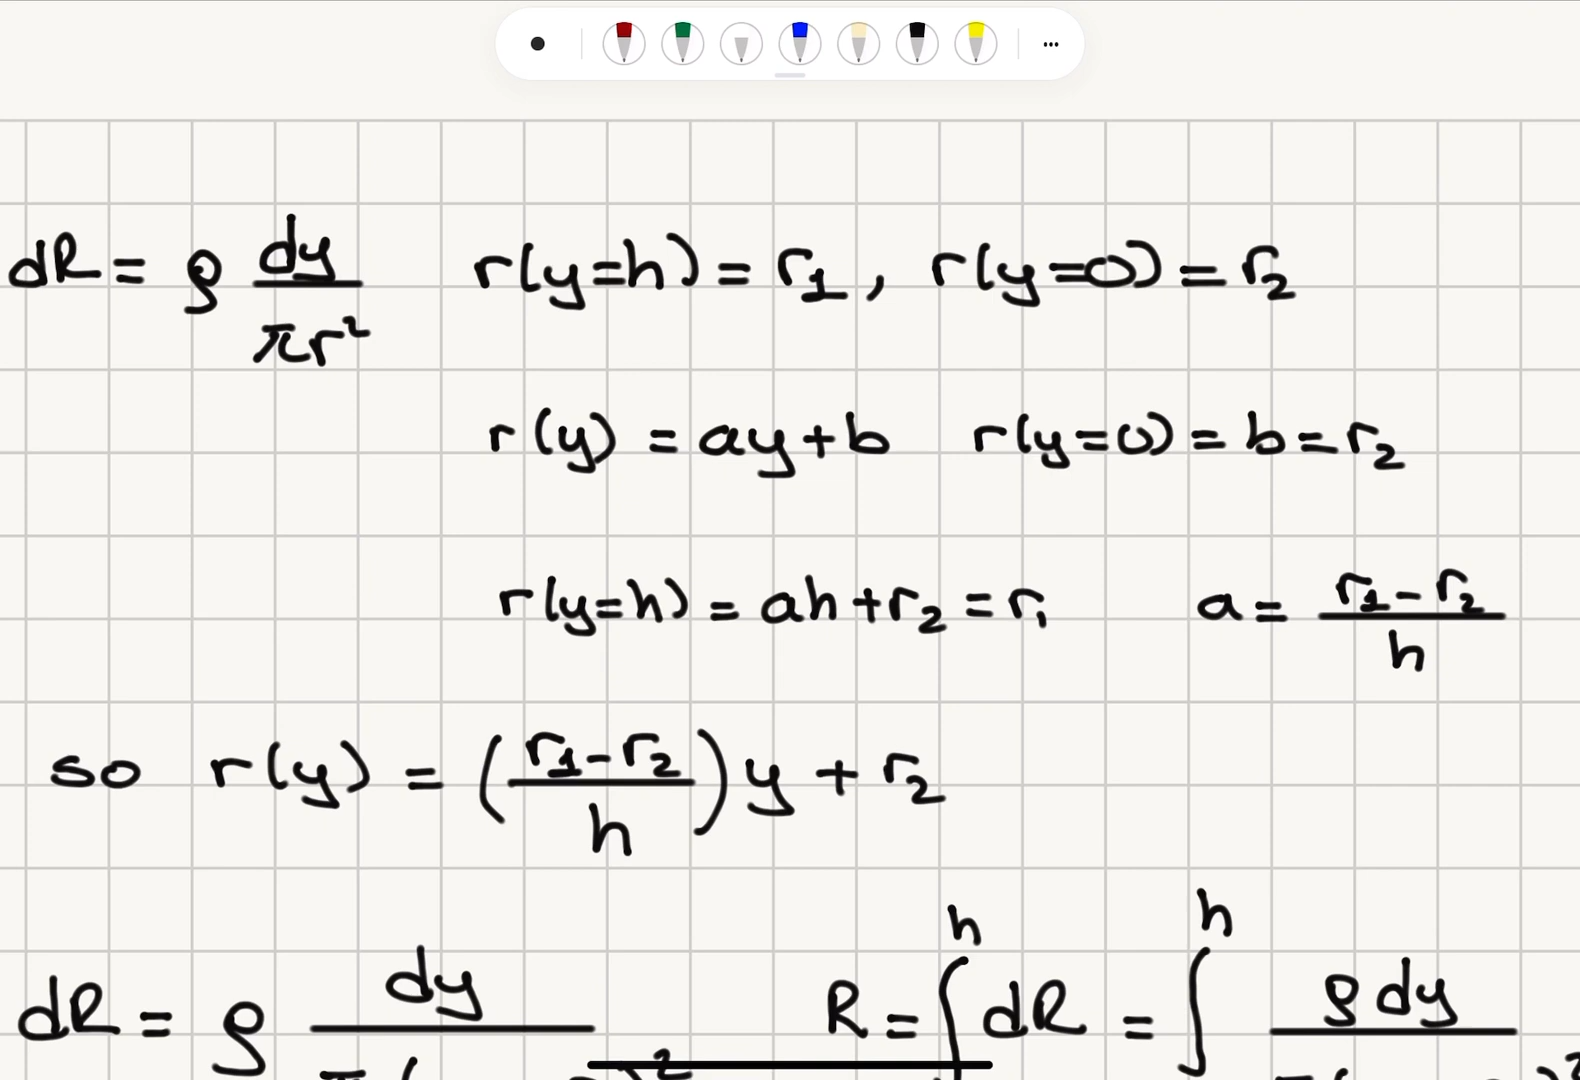 dR = ρ dy / πr²   r(y=h) = r₁, r(y=0) = r₂
r(y) = ay + b   r(y=0) = b = r₂
r(y=h) = ah + r₂ = r₁   a = (r₁ - r₂) / h
so r(y) = ((r₁ - r₂) / h) y + r₂
dR = ρ dy /   R = ∫ʰ dR = ∫ʰ ρ dy /